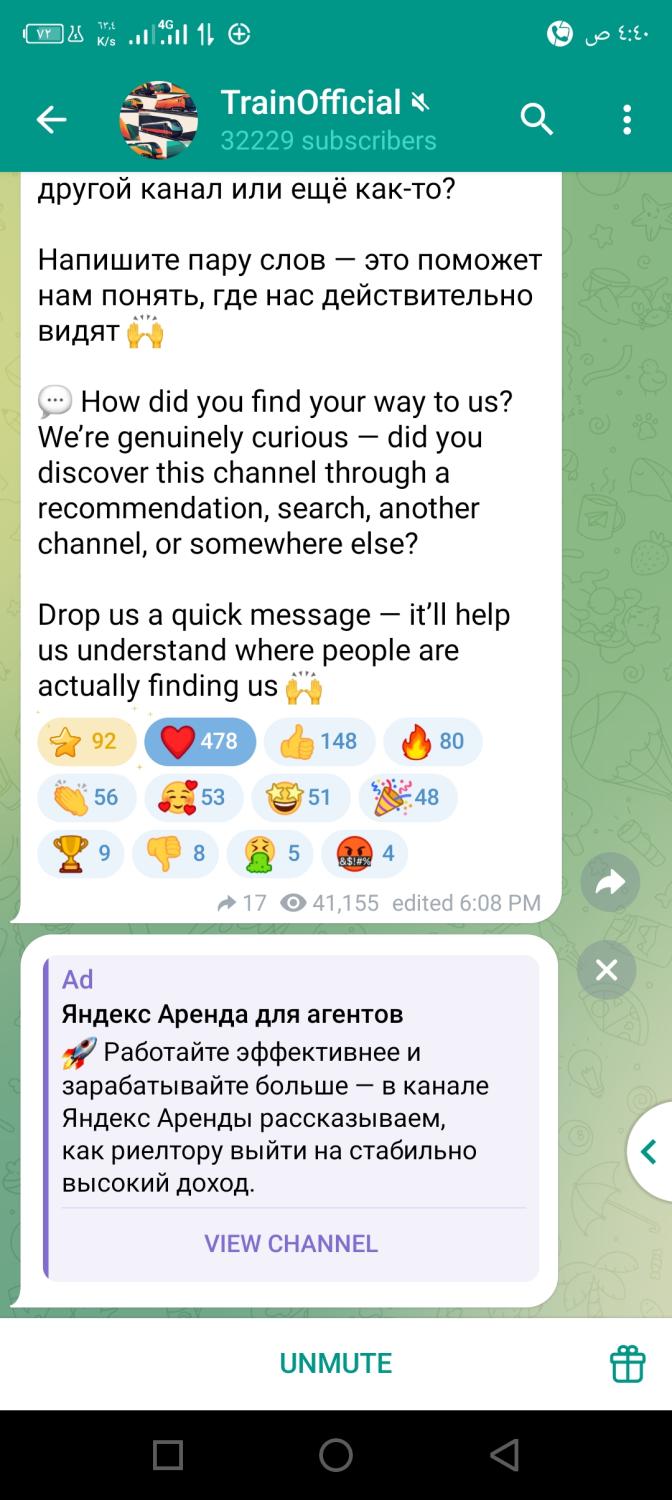 ٧٢ ٦٣,٤ K/s 4G ٤:٤٠ ص
TrainOfficial
32229 subscribers
другой канал или ещё как-то?
Напишите пару слов — это поможет
нам понять, где нас действительно
видят 🙌
💬 How did you find your way to us?
We’re genuinely curious — did you
discover this channel through a
recommendation, search, another
channel, or somewhere else?
Drop us a quick message — it’ll help
us understand where people are
actually finding us 🙌
⭐ 92 ❤️ 478 👍 148 🔥 80
👏 56 🥰 53 🤩 51 🎉 48
🏆 9 👎 8 🤮 5 🤬 4
17 41,155 edited 6:08 PM
Ad
Яндекс Аренда для агентов
🚀 Работайте эффективнее и
зарабатывайте больше — в канале
Яндекс Аренды рассказываем,
как риелтору выйти на стабильно
высокий доход.
VIEW CHANNEL
UNMUTE